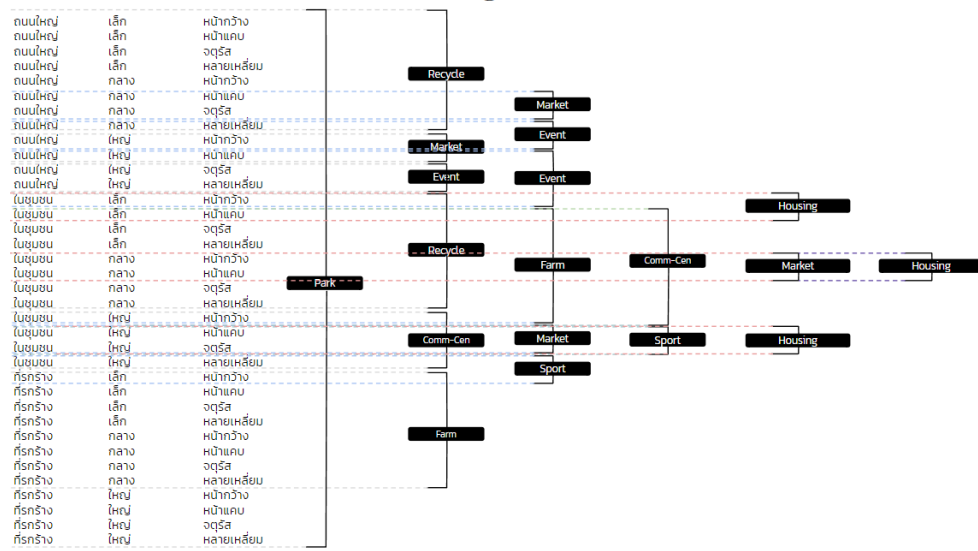 ถนนใหญ่ เล็ก หน้ากว้าง
ถนนใหญ่ เล็ก หน้าแคบ
ถนนใหญ่ เล็ก จตุรัส
ถนนใหญ่ เล็ก หลายเหลี่ยม
ถนนใหญ่ กลาง หน้ากว้าง
Recycle
ถนนใหญ่ กลาง หน้าแคบ
Market
ถนนใหญ่ กลาง จตุรัส
ถนนใหญ่ กลาง หลายเหลี่ยม
Event
ถนนใหญ่ ใหญ่ หน้ากว้าง
Market
ถนนใหญ่ ใหญ่ หน้าแคบ
ถนนใหญ่ ใหญ่ จตุรัส
Event Event
ถนนใหญ่ ใหญ่ หลายเหลี่ยม
ในชุมชน เล็ก หน้ากว้าง
Housing
ในชุมชน เล็ก หน้าแคบ
ในชุมชน เล็ก จตุรัส
ในชุมชน เล็ก หลายเหลี่ยม
Recycle
ในชุมชน กลาง หน้ากว้าง
Farm Comm-Cen Market Housing
ในชุมชน กลาง หน้าแคบ
Park
ในชุมชน กลาง จตุรัส
ในชุมชน กลาง หลายเหลี่ยม
ในชุมชน ใหญ่ หน้ากว้าง
ในชุมชน ใหญ่ หน้าแคบ
Comm-Cen Market Sport Housing
ในชุมชน ใหญ่ จตุรัส
ในชุมชน ใหญ่ หลายเหลี่ยม
Sport
ที่รกร้าง เล็ก หน้ากว้าง
ที่รกร้าง เล็ก หน้าแคบ
ที่รกร้าง เล็ก จตุรัส
ที่รกร้าง เล็ก หลายเหลี่ยม
Farm
ที่รกร้าง กลาง หน้ากว้าง
ที่รกร้าง กลาง หน้าแคบ
ที่รกร้าง กลาง จตุรัส
ที่รกร้าง กลาง หลายเหลี่ยม
ที่รกร้าง ใหญ่ หน้ากว้าง
ที่รกร้าง ใหญ่ หน้าแคบ
ที่รกร้าง ใหญ่ จตุรัส
ที่รกร้าง ใหญ่ หลายเหลี่ยม